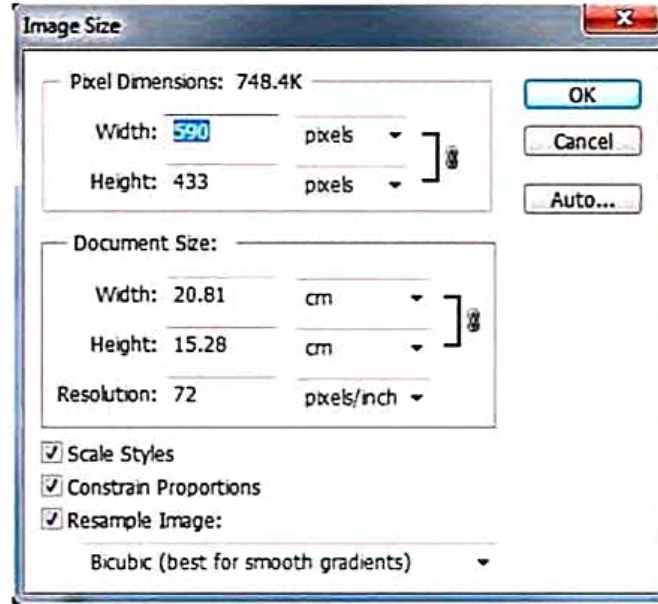 Image Size
Pixel Dimensions: 748.4K
Width: 590 pixels
Height: 433 pixels
OK
Cancel
Auto...
Document Size:
Width: 20.81 cm
Height: 15.28 cm
Resolution: 72 pixels/inch
Scale Styles
Constrain Proportions
Resample Image:
Bicubic (best for smooth gradients)